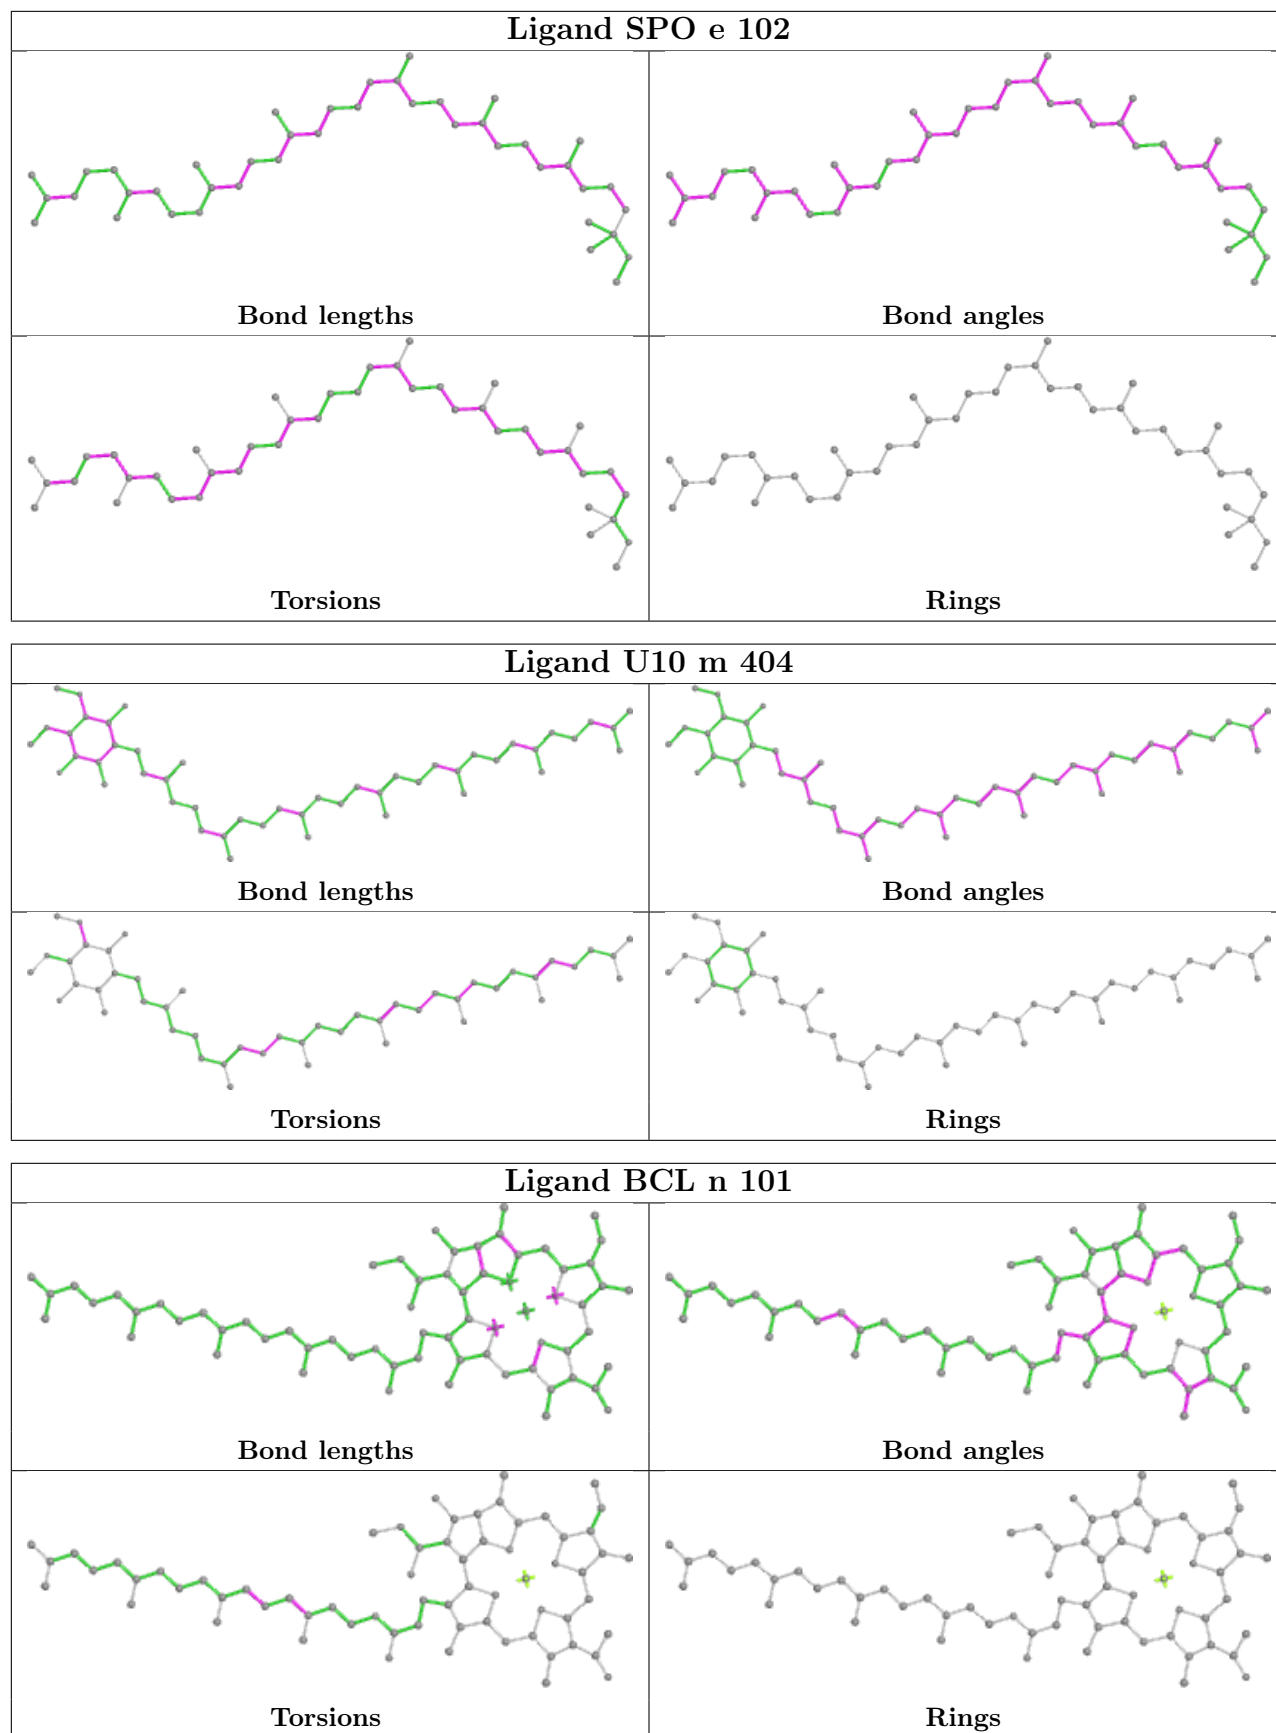 Ligand SPO e 102
Bond lengths
Bond angles
Torsions
Rings
Ligand U10 m 404
Bond lengths
Bond angles
Torsions
Rings
Ligand BCL n 101
Bond lengths
Bond angles
Torsions
Rings